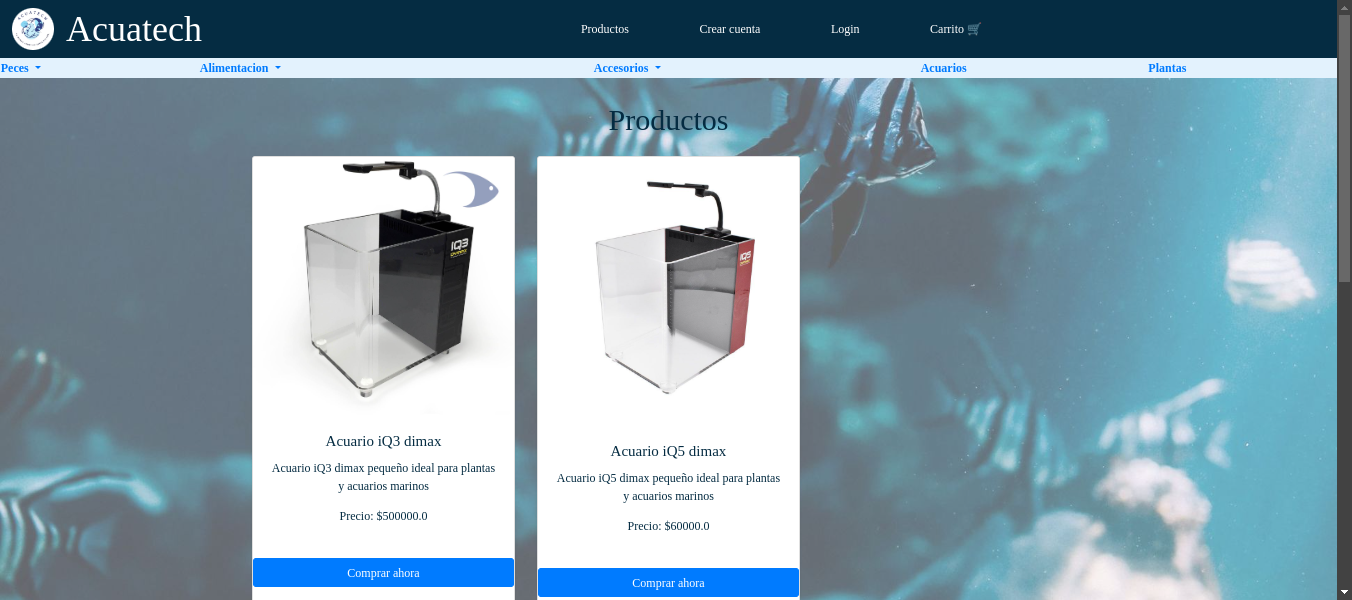 Acuatech
Productos
Crear cuenta
Login
Carrito 🛒
Peces
Alimentacion
Accesorios
Acuarios
Plantas
Productos
iQ3
iQ5
Acuario iQ3 dimax
Acuario iQ3 dimax pequeño ideal para plantas
y acuarios marinos
Precio: $500000.0
Comprar ahora
Acuario iQ5 dimax
Acuario iQ5 dimax pequeño ideal para plantas
y acuarios marinos
Precio: $60000.0
Comprar ahora